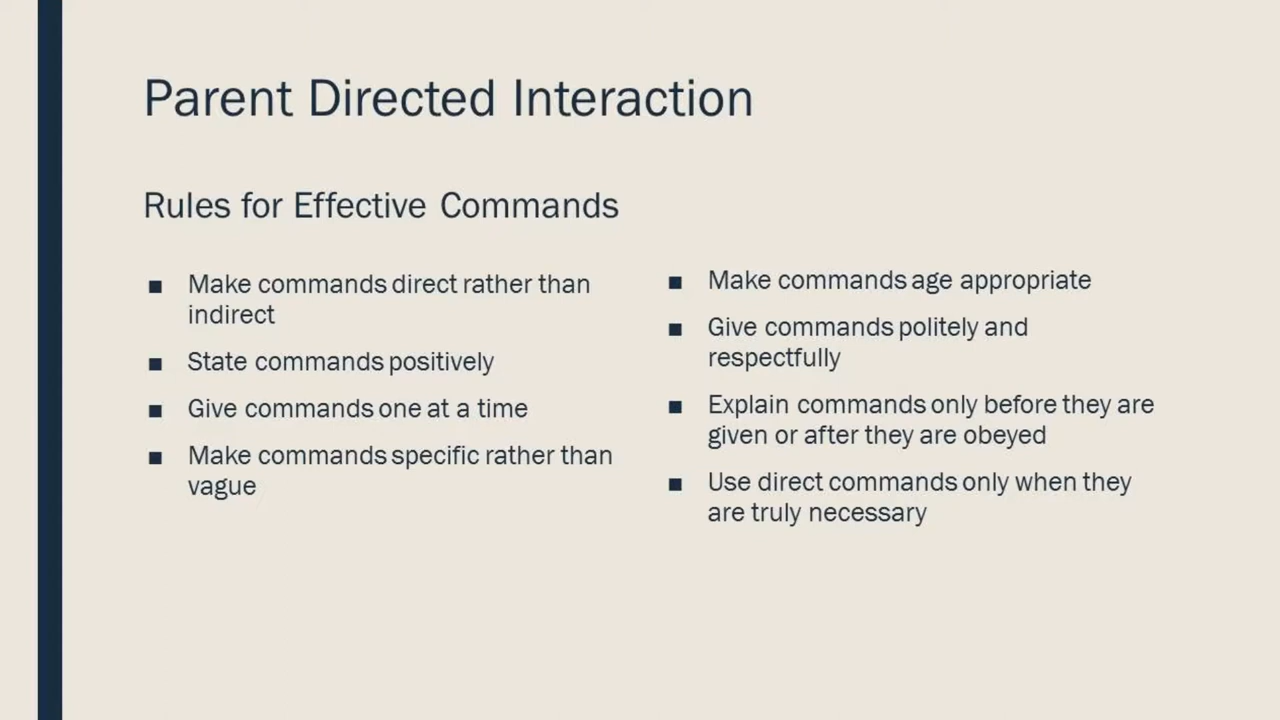 Parent Directed Interaction
Rules for Effective Commands
■ Make commands direct rather than
indirect
■ State commands positively
■ Give commands one at a time
■ Make commands specific rather than
vague
■ Make commands age appropriate
■ Give commands politely and
respectfully
■ Explain commands only before they are
given or after they are obeyed
■ Use direct commands only when they
are truly necessary